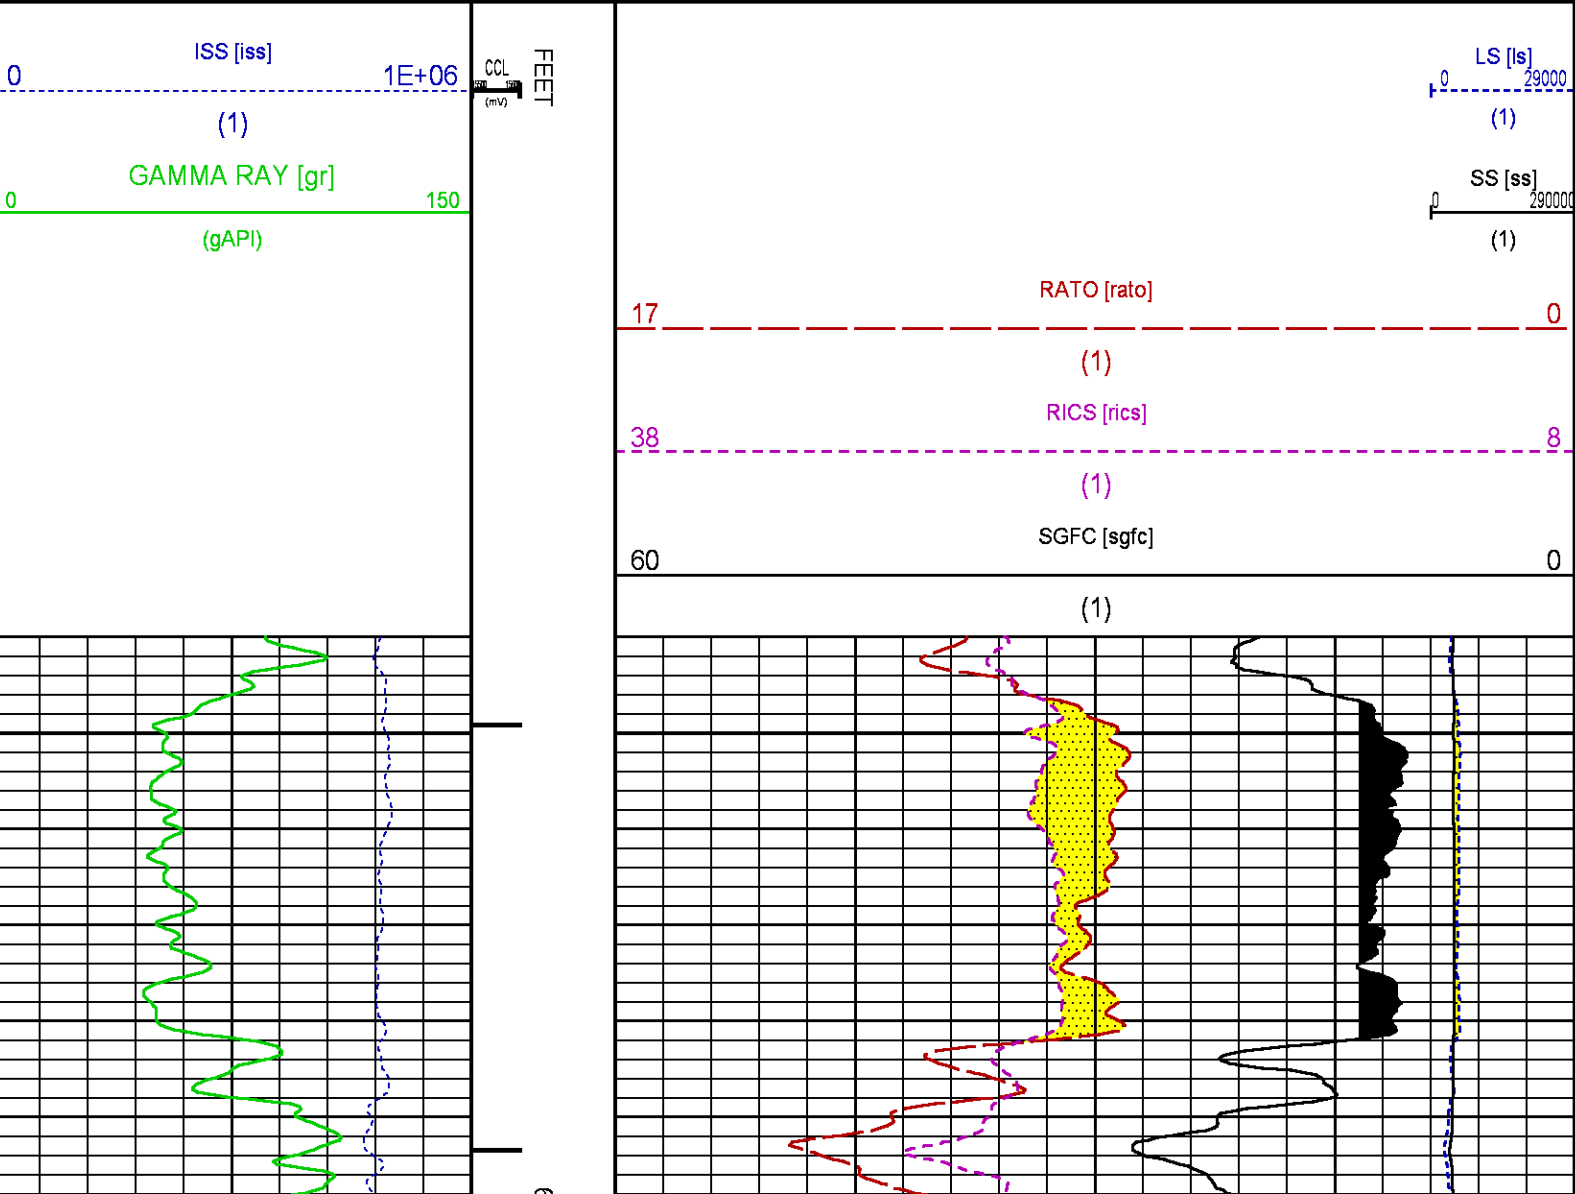 ISS [iss]
0 1E+06
(1)
GAMMA RAY [gr]
0 150
(gAPI)
CCL
(mV)
FEET
LS [ls]
0 29000
(1)
SS [ss]
0 290000
(1)
RATO [rato]
17 0
(1)
RICS [rics]
38 8
(1)
SGFC [sgfc]
60 0
(1)